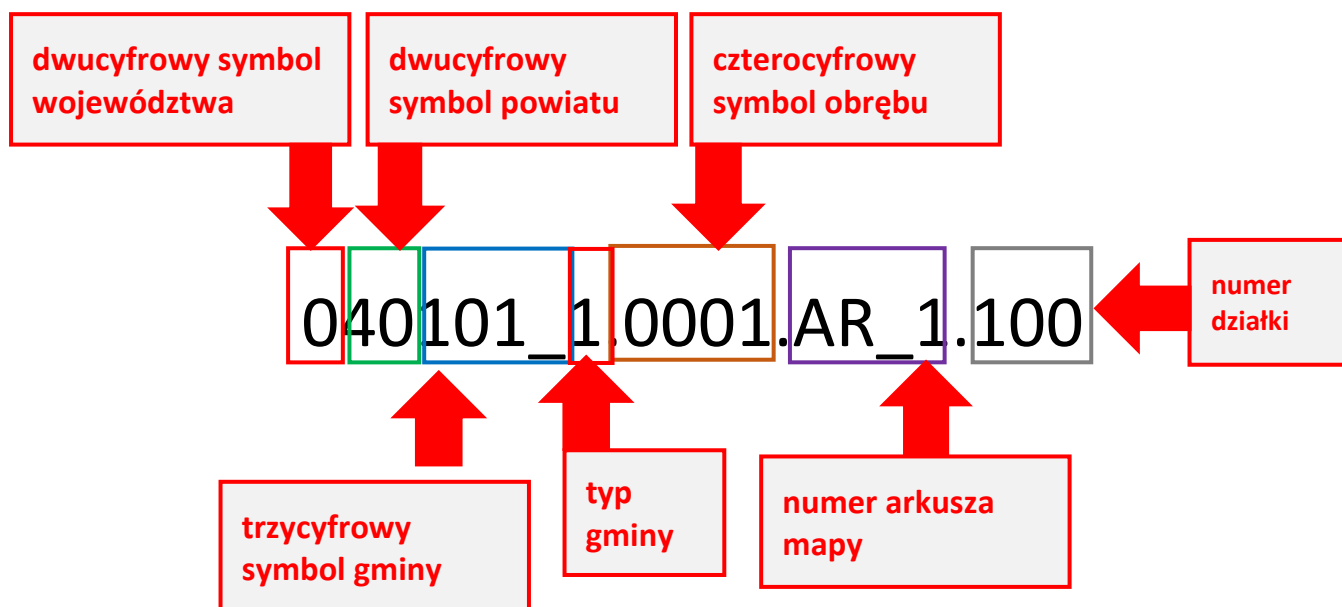 dwucyfrowy symbol
województwa
dwucyfrowy
symbol powiatu
czterocyfrowy
symbol obrębu
040101_1.0001.AR_1.100
numer
działki
trzycyfrowy
symbol gminy
typ
gminy
numer arkusza
mapy